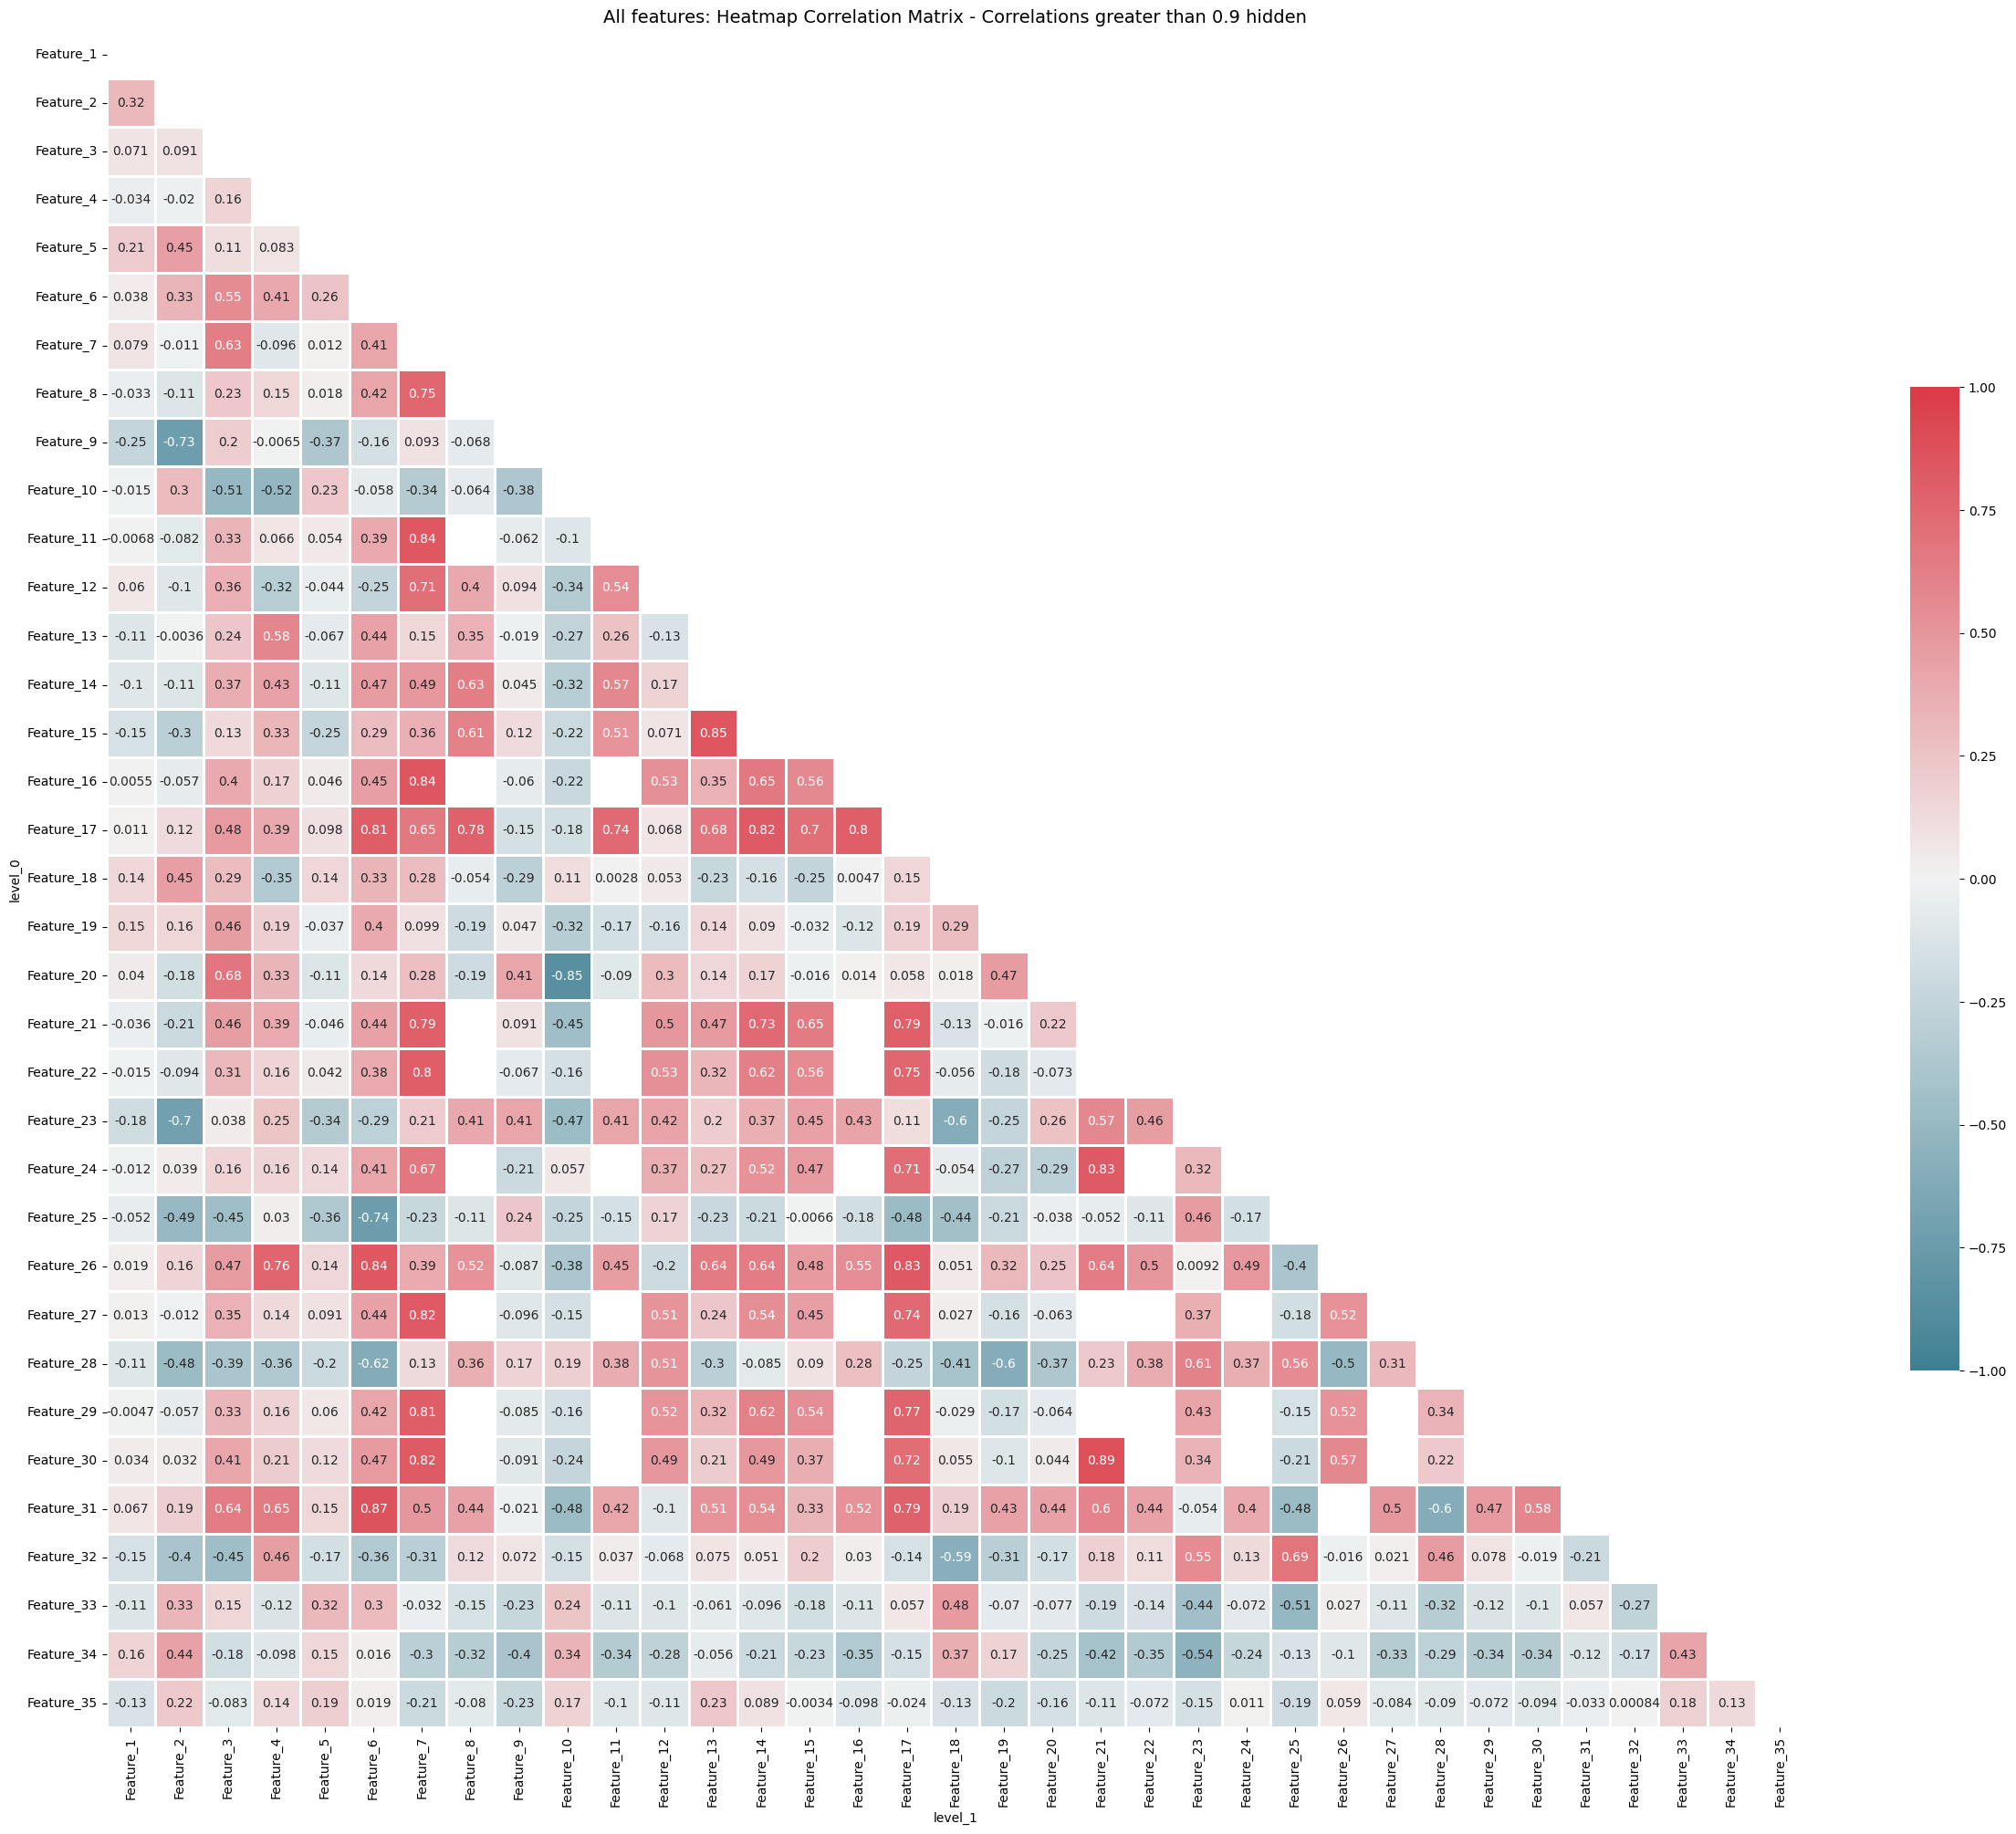 All features: Heatmap Correlation Matrix - Correlations greater than 0.9 hidden
Feature_1
Feature_2 0.32
Feature_3 0.071 0.091
Feature_4 -0.034 -0.02 0.16
Feature_5 0.21 0.45 0.11 0.083
Feature_6 0.038 0.33 0.55 0.41 0.26
Feature_7 0.079 -0.011 0.63 -0.096 0.012 0.41
Feature_8 -0.033 -0.11 0.23 0.15 0.018 0.42 0.75
Feature_9 -0.25 -0.73 0.2 -0.0065 -0.37 -0.16 0.093 -0.068
Feature_10 -0.015 0.3 -0.51 -0.52 0.23 -0.058 -0.34 -0.064 -0.38
Feature_11 -0.0068 -0.082 0.33 0.066 0.054 0.39 0.84 -0.062 -0.1
Feature_12 0.06 -0.1 0.36 -0.32 -0.044 -0.25 0.71 0.4 0.094 -0.34 0.54
Feature_13 -0.11 -0.0036 0.24 0.58 -0.067 0.44 0.15 0.35 -0.019 -0.27 0.26 -0.13
Feature_14 -0.1 -0.11 0.37 0.43 -0.11 0.47 0.49 0.63 0.045 -0.32 0.57 0.17
Feature_15 -0.15 -0.3 0.13 0.33 -0.25 0.29 0.36 0.61 0.12 -0.22 0.51 0.071 0.85
Feature_16 0.0055 -0.057 0.4 0.17 0.046 0.45 0.84 -0.06 -0.22 0.53 0.35 0.65 0.56
Feature_17 0.011 0.12 0.48 0.39 0.098 0.81 0.65 0.78 -0.15 -0.18 0.74 0.068 0.68 0.82 0.7 0.8
Feature_18 0.14 0.45 0.29 -0.35 0.14 0.33 0.28 -0.054 -0.29 0.11 0.0028 0.053 -0.23 -0.16 -0.25 0.0047 0.15
Feature_19 0.15 0.16 0.46 0.19 -0.037 0.4 0.099 -0.19 0.047 -0.32 -0.17 -0.16 0.14 0.09 -0.032 -0.12 0.19 0.29
Feature_20 0.04 -0.18 0.68 0.33 -0.11 0.14 0.28 -0.19 0.41 -0.85 -0.09 0.3 0.14 0.17 -0.016 0.014 0.058 0.018 0.47
Feature_21 -0.036 -0.21 0.46 0.39 -0.046 0.44 0.79 0.091 -0.45 0.5 0.47 0.73 0.65 0.79 -0.13 -0.016 0.22
Feature_22 -0.015 -0.094 0.31 0.16 0.042 0.38 0.8 -0.067 -0.16 0.53 0.32 0.62 0.56 0.75 -0.056 -0.18 -0.073
Feature_23 -0.18 -0.7 0.038 0.25 -0.34 -0.29 0.21 0.41 0.41 -0.47 0.41 0.42 0.2 0.37 0.45 0.43 0.11 -0.6 -0.25 0.26 0.57 0.46
Feature_24 -0.012 0.039 0.16 0.16 0.14 0.41 0.67 -0.21 0.057 0.37 0.27 0.52 0.47 0.71 -0.054 -0.27 -0.29 0.83 0.32
Feature_25 -0.052 -0.49 -0.45 0.03 -0.36 -0.74 -0.23 -0.11 0.24 -0.25 -0.15 0.17 -0.23 -0.21 -0.0066 -0.18 -0.48 -0.44 -0.21 -0.038 -0.052 -0.11 0.46 -0.17
Feature_26 0.019 0.16 0.47 0.76 0.14 0.84 0.39 0.52 -0.087 -0.38 0.45 -0.2 0.64 0.64 0.48 0.55 0.83 0.051 0.32 0.25 0.64 0.5 0.0092 0.49 -0.4
Feature_27 0.013 -0.012 0.35 0.14 0.091 0.44 0.82 -0.096 -0.15 0.51 0.24 0.54 0.45 0.74 0.027 -0.16 -0.063 0.37 -0.18 0.52
Feature_28 -0.11 -0.48 -0.39 -0.36 -0.2 -0.62 0.13 0.36 0.17 0.19 0.38 0.51 -0.3 -0.085 0.09 0.28 -0.25 -0.41 -0.6 -0.37 0.23 0.38 0.61 0.37 0.56 -0.5 0.31
Feature_29 -0.0047 -0.057 0.33 0.16 0.06 0.42 0.81 -0.085 -0.16 0.52 0.32 0.62 0.54 0.77 -0.029 -0.17 -0.064 0.43 -0.15 0.52 0.34
Feature_30 0.034 0.032 0.41 0.21 0.12 0.47 0.82 -0.091 -0.24 0.49 0.21 0.49 0.37 0.72 0.055 -0.1 0.044 0.89 0.34 -0.21 0.57 0.22
Feature_31 0.067 0.19 0.64 0.65 0.15 0.87 0.5 0.44 -0.021 -0.48 0.42 -0.1 0.51 0.54 0.33 0.52 0.79 0.19 0.43 0.44 0.6 0.44 -0.054 0.4 -0.48 0.5 -0.6 0.47 0.58
Feature_32 -0.15 -0.4 -0.45 0.46 -0.17 -0.36 -0.31 0.12 0.072 -0.15 0.037 -0.068 0.075 0.051 0.2 0.03 -0.14 -0.59 -0.31 -0.17 0.18 0.11 0.55 0.13 0.69 -0.016 0.021 0.46 0.078 -0.019 -0.21
Feature_33 -0.11 0.33 0.15 -0.12 0.32 0.3 -0.032 -0.15 -0.23 0.24 -0.11 -0.1 -0.061 -0.096 -0.18 -0.11 0.057 0.48 -0.07 -0.077 -0.19 -0.14 -0.44 -0.072 -0.51 0.027 -0.11 -0.32 -0.12 -0.1 0.057 -0.27
Feature_34 0.16 0.44 -0.18 -0.098 0.15 0.016 -0.3 -0.32 -0.4 0.34 -0.34 -0.28 -0.056 -0.21 -0.23 -0.35 -0.15 0.37 0.17 -0.25 -0.42 -0.35 -0.54 -0.24 -0.13 -0.1 -0.33 -0.29 -0.34 -0.34 -0.12 -0.17 0.43
Feature_35 -0.13 0.22 -0.083 0.14 0.19 0.019 -0.21 -0.08 -0.23 0.17 -0.1 -0.11 0.23 0.089 -0.0034 -0.098 -0.024 -0.13 -0.2 -0.16 -0.11 -0.072 -0.15 0.011 -0.19 0.059 -0.084 -0.09 -0.072 -0.094 -0.033 0.00084 0.18 0.13
level_0
Feature_1 Feature_2 Feature_3 Feature_4 Feature_5 Feature_6 Feature_7 Feature_8 Feature_9 Feature_10 Feature_11 Feature_12 Feature_13 Feature_14 Feature_15 Feature_16 Feature_17 Feature_18 Feature_19 Feature_20 Feature_21 Feature_22 Feature_23 Feature_24 Feature_25 Feature_26 Feature_27 Feature_28 Feature_29 Feature_30 Feature_31 Feature_32 Feature_33 Feature_34 Feature_35
level_1
1.00
0.75
0.50
0.25
0.00
−0.25
−0.50
−0.75
−1.00